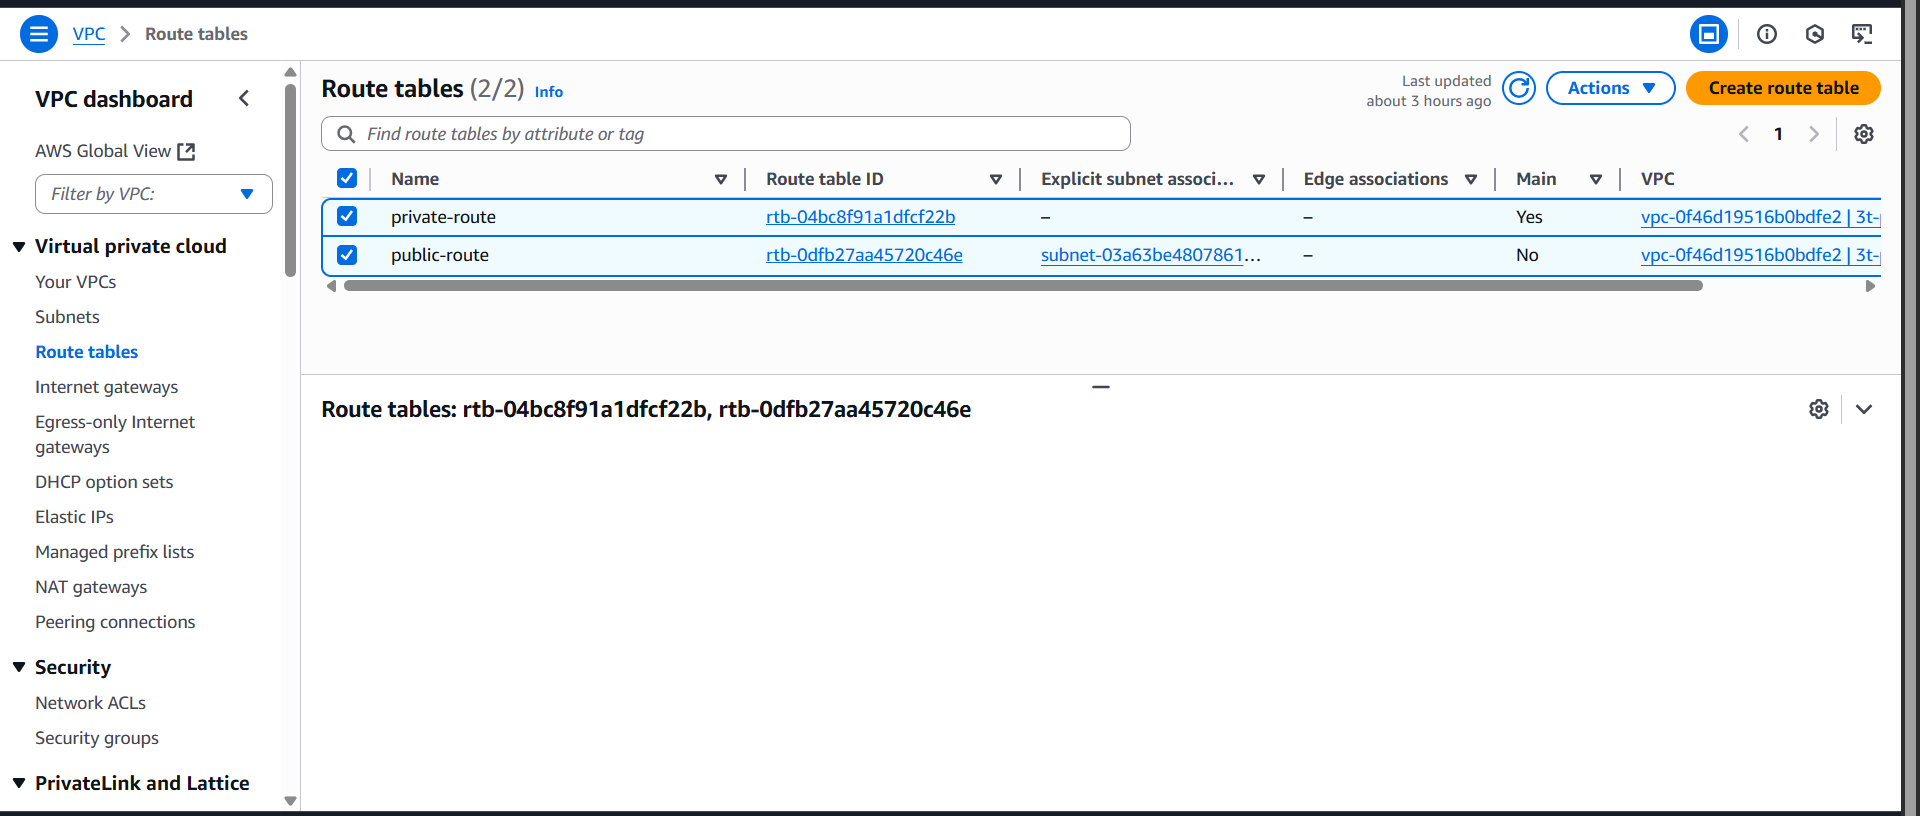 VPC > Route tables
VPC dashboard
AWS Global View
Filter by VPC:
Virtual private cloud
Your VPCs
Subnets
Route tables
Internet gateways
Egress-only Internet
gateways
DHCP option sets
Elastic IPs
Managed prefix lists
NAT gateways
Peering connections
Security
Network ACLs
Security groups
PrivateLink and Lattice
Route tables (2/2) Info
Last updated
about 3 hours ago
Actions
Create route table
Find route tables by attribute or tag
1
Name Route table ID Explicit subnet associ... Edge associations Main VPC
private-route rtb-04bc8f91a1dfcf22b – – Yes vpc-0f46d19516b0bdfe2 | 3t-
public-route rtb-0dfb27aa45720c46e subnet-03a63be4807861... – No vpc-0f46d19516b0bdfe2 | 3t-
Route tables: rtb-04bc8f91a1dfcf22b, rtb-0dfb27aa45720c46e